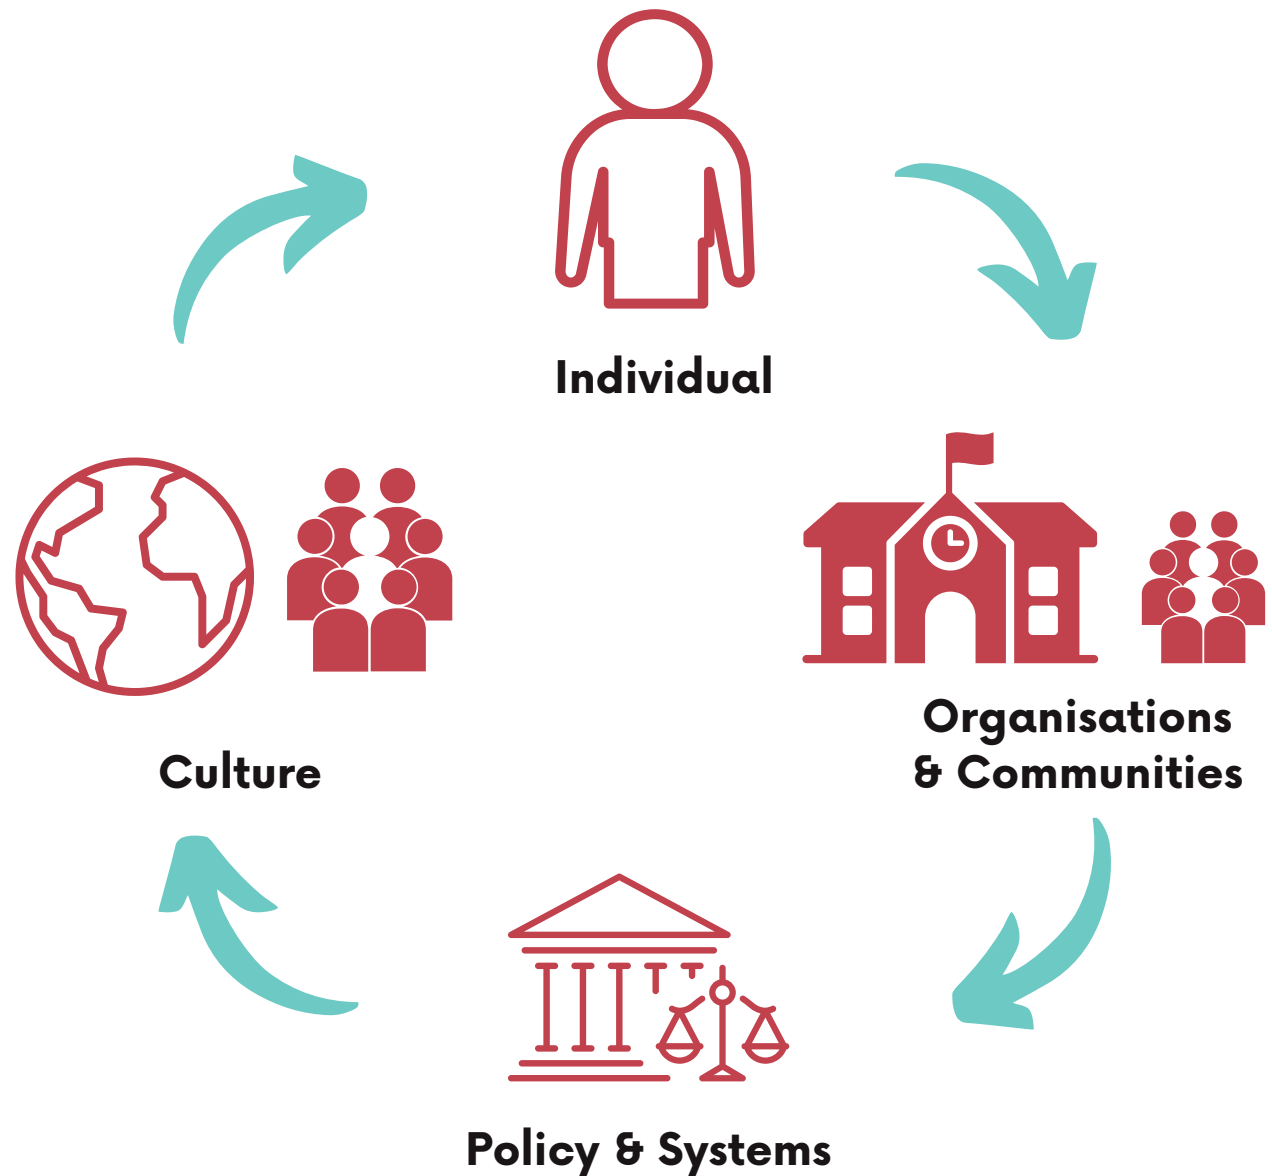 Individual
Organisations
& Communities
Culture
Policy & Systems